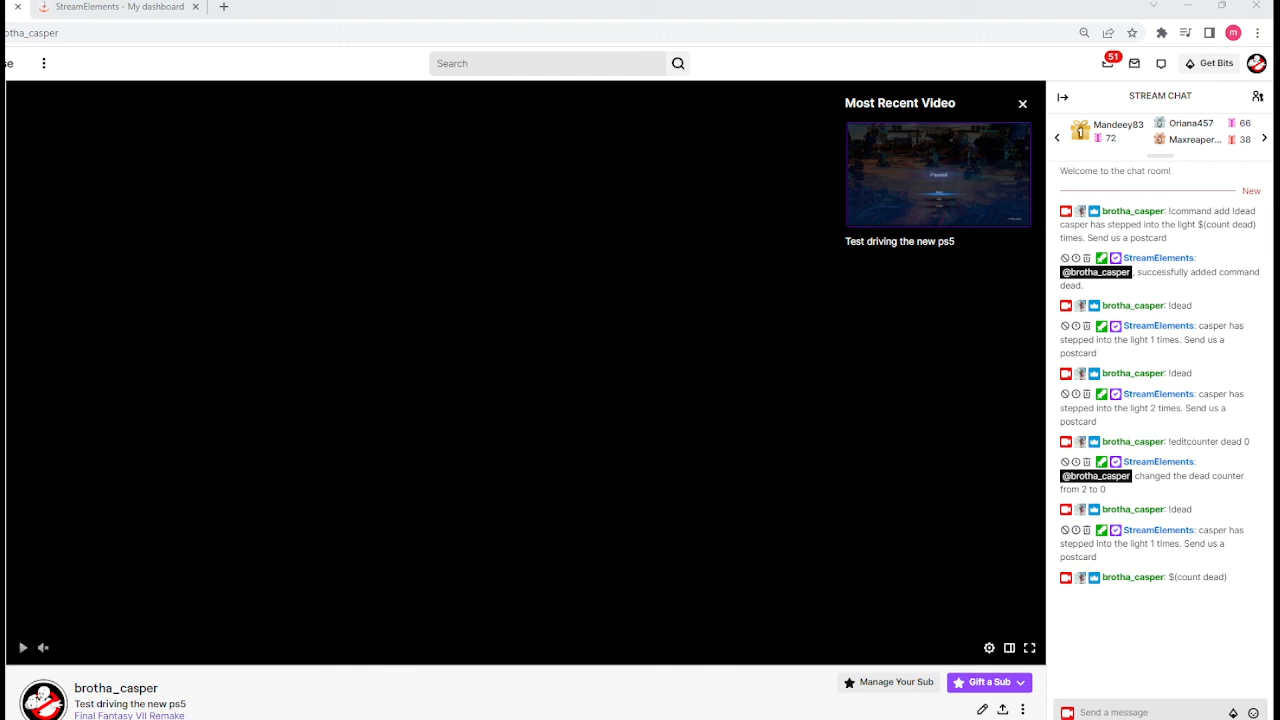 StreamElements - My dashboard
otha_casper
m
se
Search
51
Get Bits
Most Recent Video
Paused
Test driving the new ps5
STREAM CHAT
1
Mandeey83
72
Oriana457
66
Maxreaper...
38
Welcome to the chat room!
New
brotha_casper: !command add !dead
casper has stepped into the light $(count dead)
times. Send us a postcard
StreamElements:
@brotha_casper, successfully added command
dead.
brotha_casper: !dead
StreamElements: casper has
stepped into the light 1 times. Send us a
postcard
brotha_casper: !dead
StreamElements: casper has
stepped into the light 2 times. Send us a
postcard
brotha_casper: !editcounter dead 0
StreamElements:
@brotha_casper changed the dead counter
from 2 to 0
brotha_casper: !dead
StreamElements: casper has
stepped into the light 1 times. Send us a
postcard
brotha_casper: $(count dead)
brotha_casper
Test driving the new ps5
Final Fantasy VII Remake
Manage Your Sub
Gift a Sub
Send a message